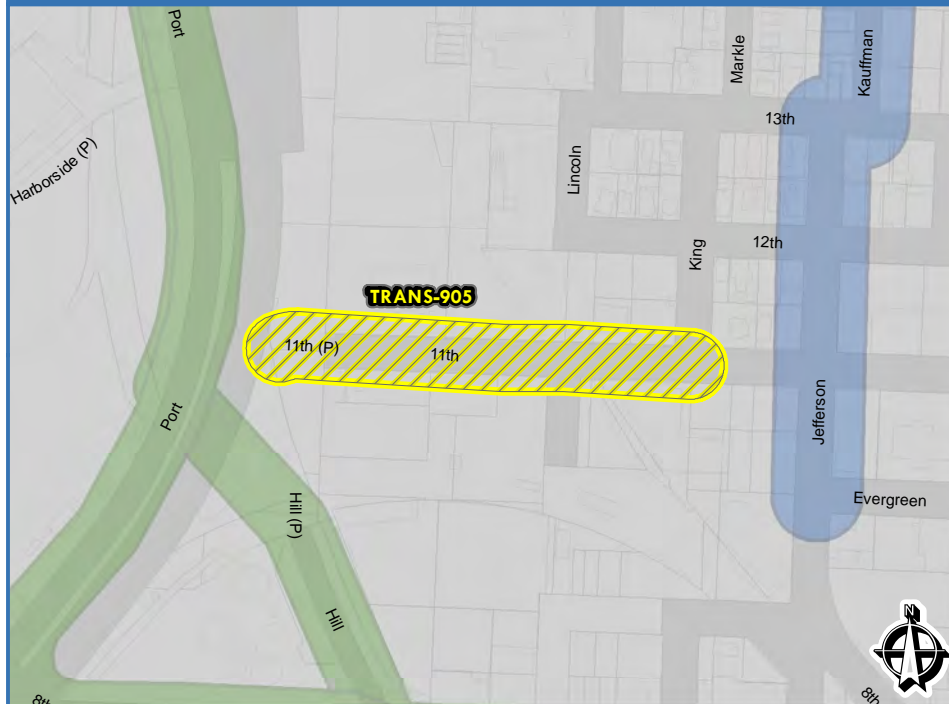 Port
Markle
Kauffman
13th
Harborside (P)
Lincoln
12th
King
TRANS-905
11th (P)
11th
Port
Jefferson
Evergreen
Hill (P)
Hill
N
8th
8th